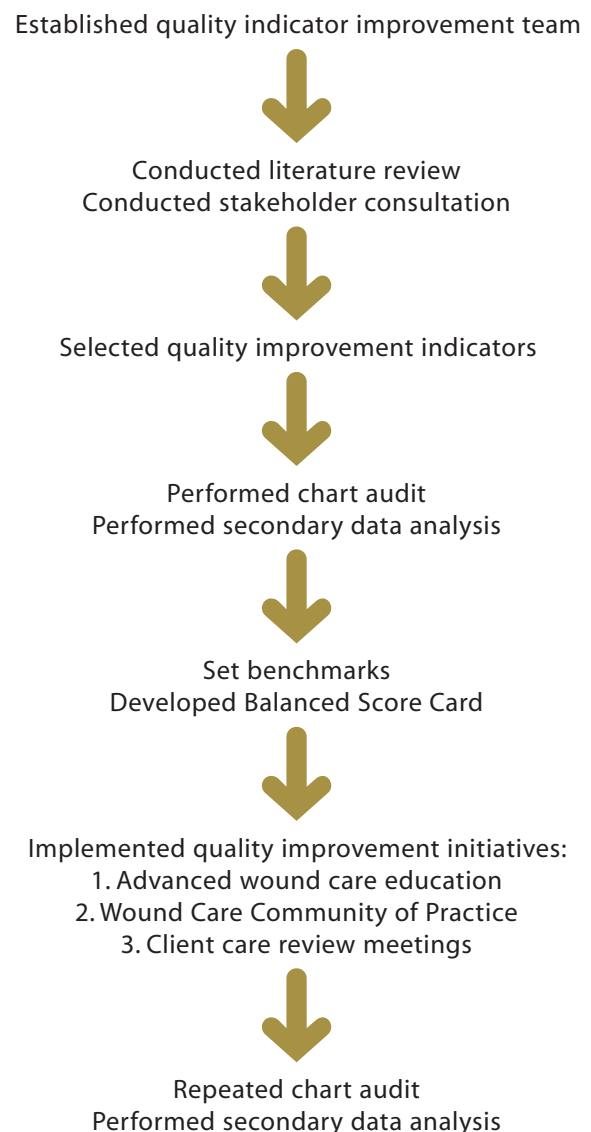 Established quality indicator improvement team
Conducted literature review
Conducted stakeholder consultation
Selected quality improvement indicators
Performed chart audit
Performed secondary data analysis
Set benchmarks
Developed Balanced Score Card
Implemented quality improvement initiatives:
1. Advanced wound care education
2. Wound Care Community of Practice
3. Client care review meetings
Repeated chart audit
Performed secondary data analysis